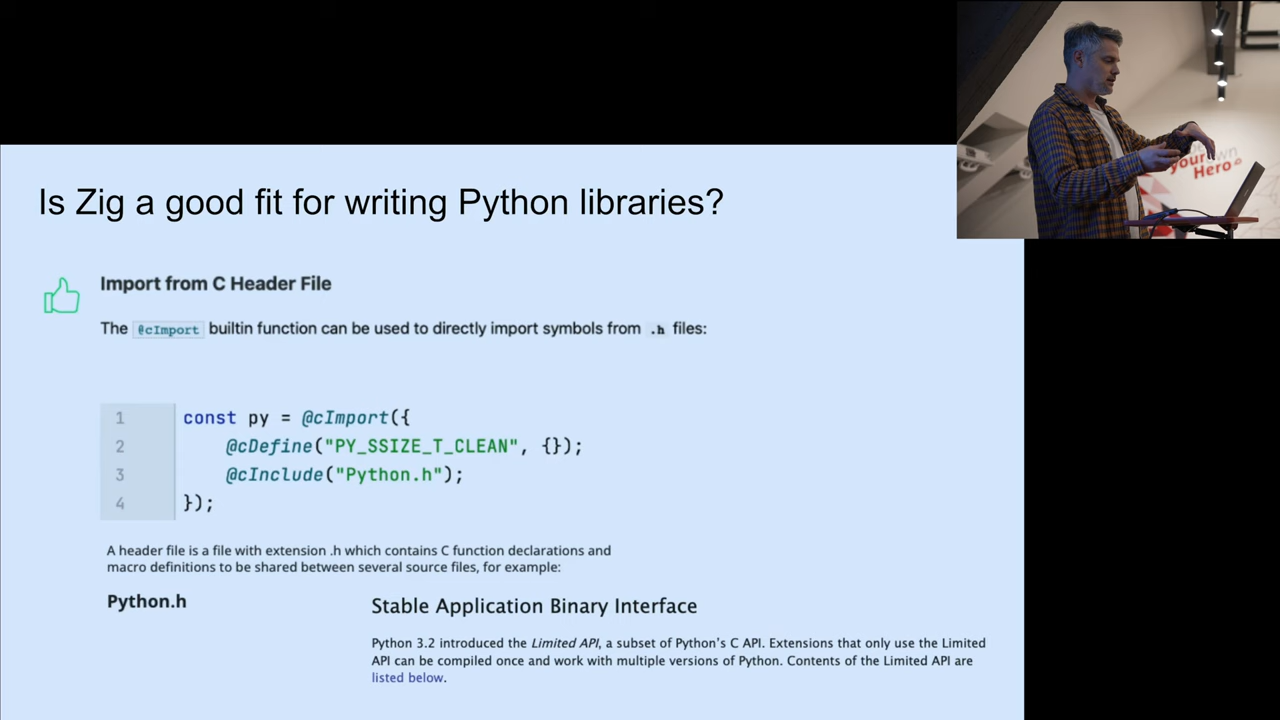 Is Zig a good fit for writing Python libraries?
your own
Hero
Import from C Header File
The @cImport builtin function can be used to directly import symbols from .h files:
1 const py = @cImport({
2 @cDefine("PY_SSIZE_T_CLEAN", {});
3 @cInclude("Python.h");
4 });
A header file is a file with extension .h which contains C function declarations and
macro definitions to be shared between several source files, for example:
Python.h
Stable Application Binary Interface
Python 3.2 introduced the Limited API, a subset of Python's C API. Extensions that only use the Limited
API can be compiled once and work with multiple versions of Python. Contents of the Limited API are
listed below.